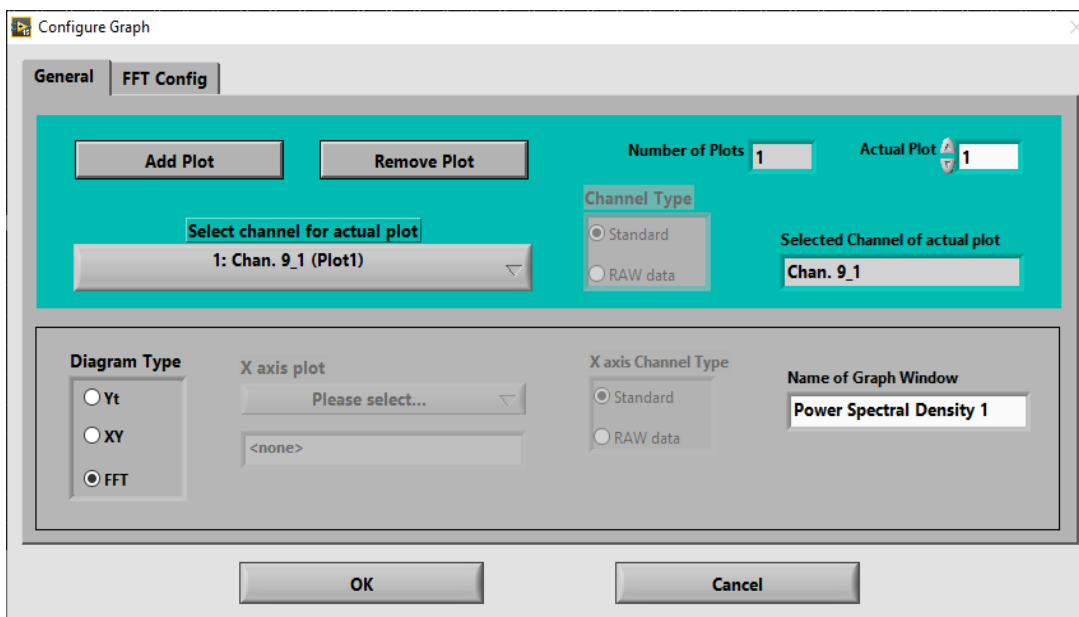 Configure Graph
General
FFT Config
Add Plot
Remove Plot
Number of Plots
1
Actual Plot
1
Channel Type
Standard
RAW data
Select channel for actual plot
1: Chan. 9_1 (Plot1)
Selected Channel of actual plot
Chan. 9_1
Diagram Type
Yt
XY
FFT
X axis plot
Please select...
<none>
X axis Channel Type
Standard
RAW data
Name of Graph Window
Power Spectral Density 1
OK
Cancel